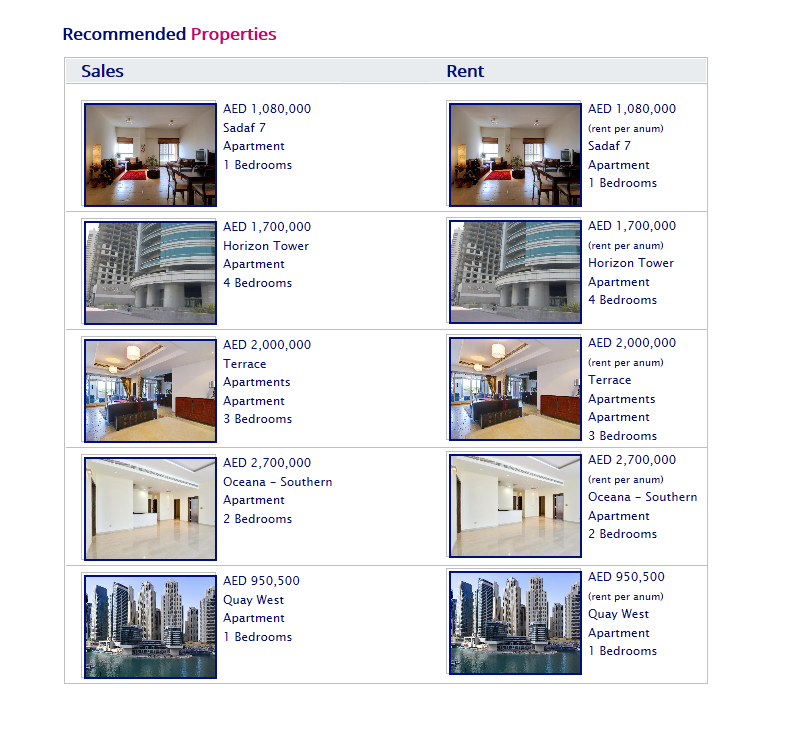 Recommended Properties
Sales
Rent
AED 1,080,000
Sadaf 7
Apartment
1 Bedrooms
AED 1,080,000
(rent per anum)
Sadaf 7
Apartment
1 Bedrooms
AED 1,700,000
Horizon Tower
Apartment
4 Bedrooms
AED 1,700,000
(rent per anum)
Horizon Tower
Apartment
4 Bedrooms
AED 2,000,000
Terrace
Apartments
Apartment
3 Bedrooms
AED 2,000,000
(rent per anum)
Terrace
Apartments
Apartment
3 Bedrooms
AED 2,700,000
Oceana - Southern
Apartment
2 Bedrooms
AED 2,700,000
(rent per anum)
Oceana - Southern
Apartment
2 Bedrooms
AED 950,500
Quay West
Apartment
1 Bedrooms
AED 950,500
(rent per anum)
Quay West
Apartment
1 Bedrooms